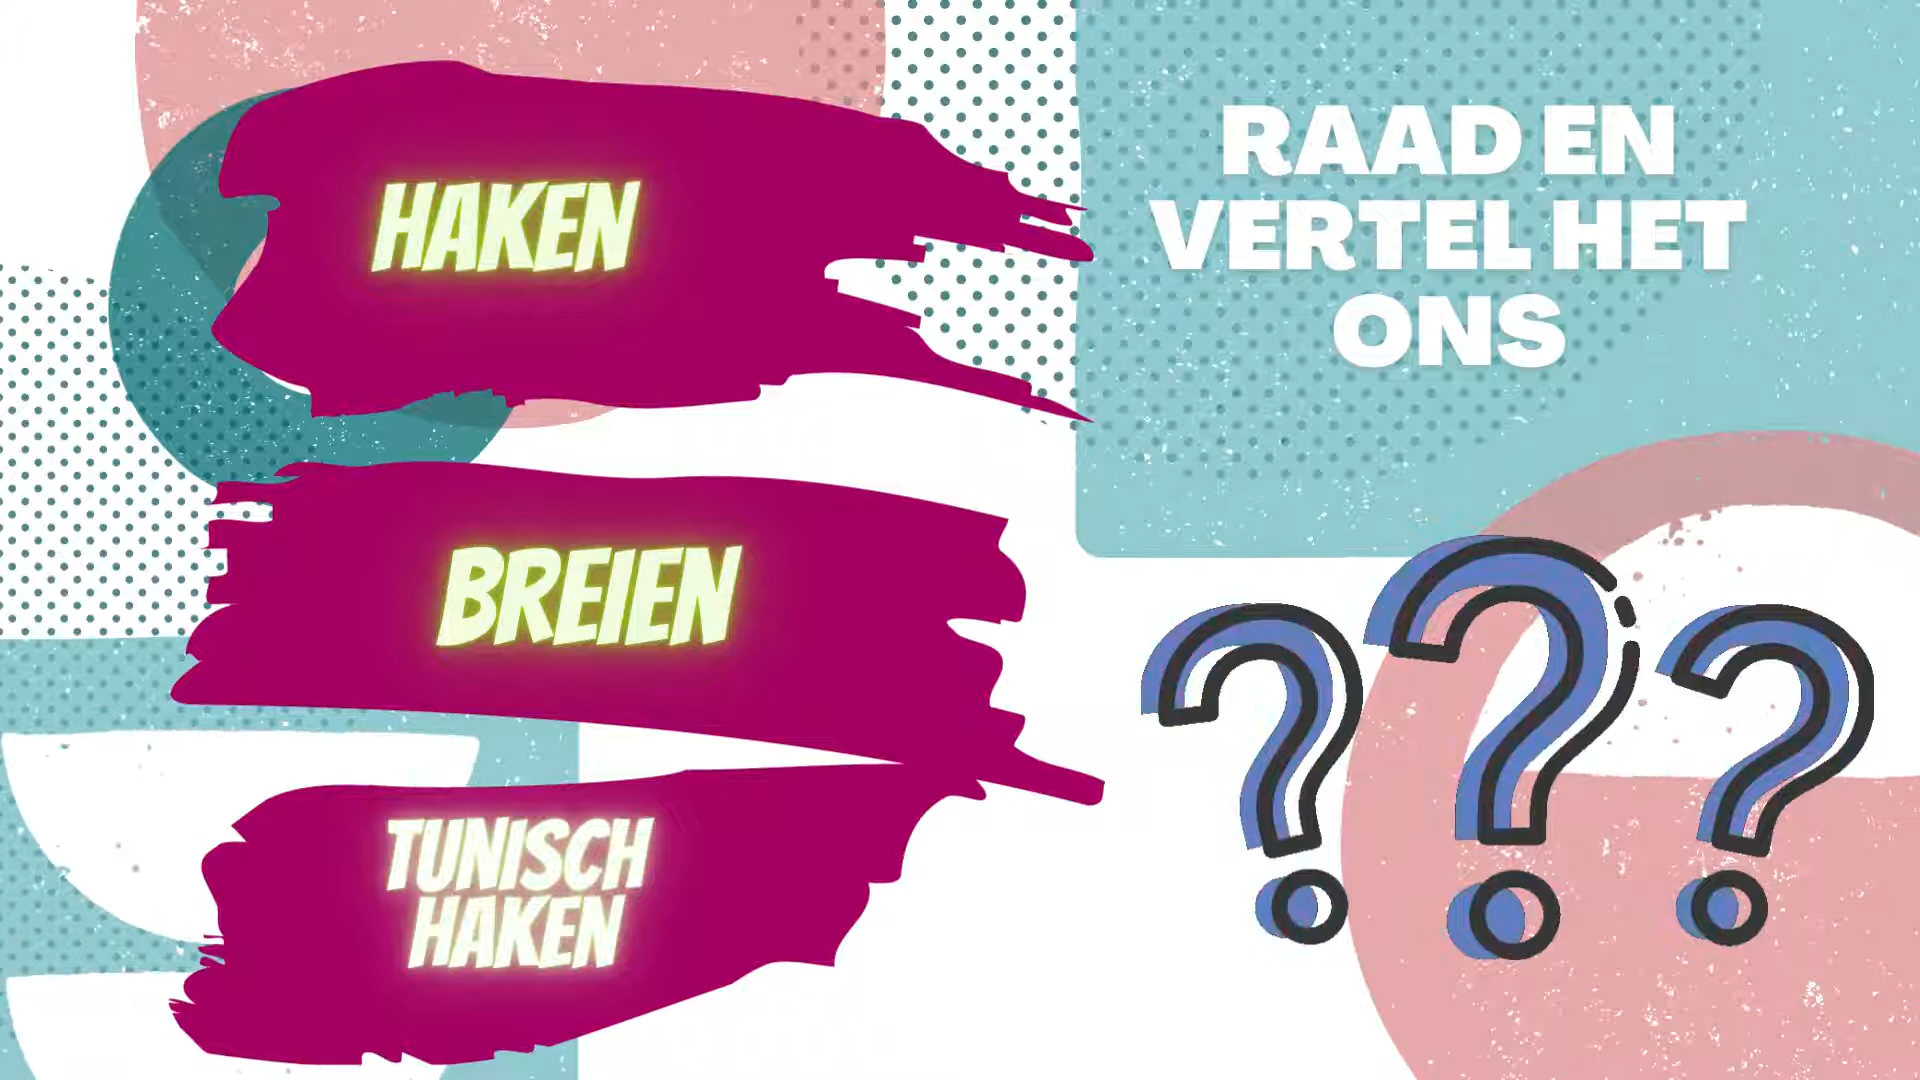 HAKEN
BREIEN
TUNISCH
HAKEN
RAAD EN
VERTEL HET
ONS